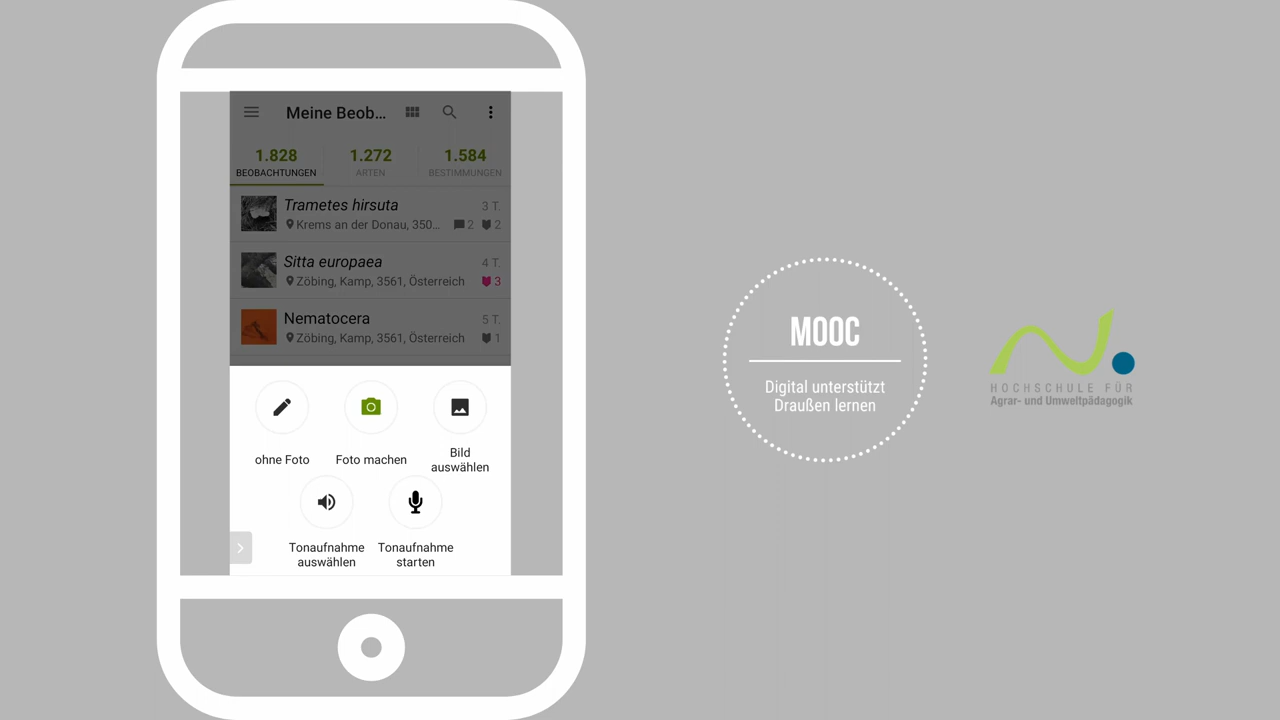 Meine Beob...
1.828
BEOBACHTUNGEN
1.272
ARTEN
1.584
BESTIMMUNGEN
Trametes hirsuta
3 T.
Krems an der Donau, 350...
2
2
Sitta europaea
4 T.
Zöbing, Kamp, 3561, Österreich
3
Nematocera
5 T.
Zöbing, Kamp, 3561, Österreich
1
ohne Foto
Foto machen
Bild
auswählen
Tonaufnahme
auswählen
Tonaufnahme
starten
MOOC
Digital unterstützt
Draußen lernen
HOCHSCHULE FÜR
Agrar- und Umweltpädagogik